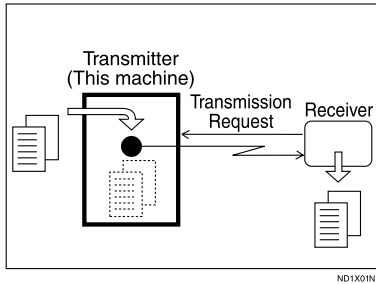 Transmitter
(This machine)
Transmission
Request
Receiver
ND1X01N